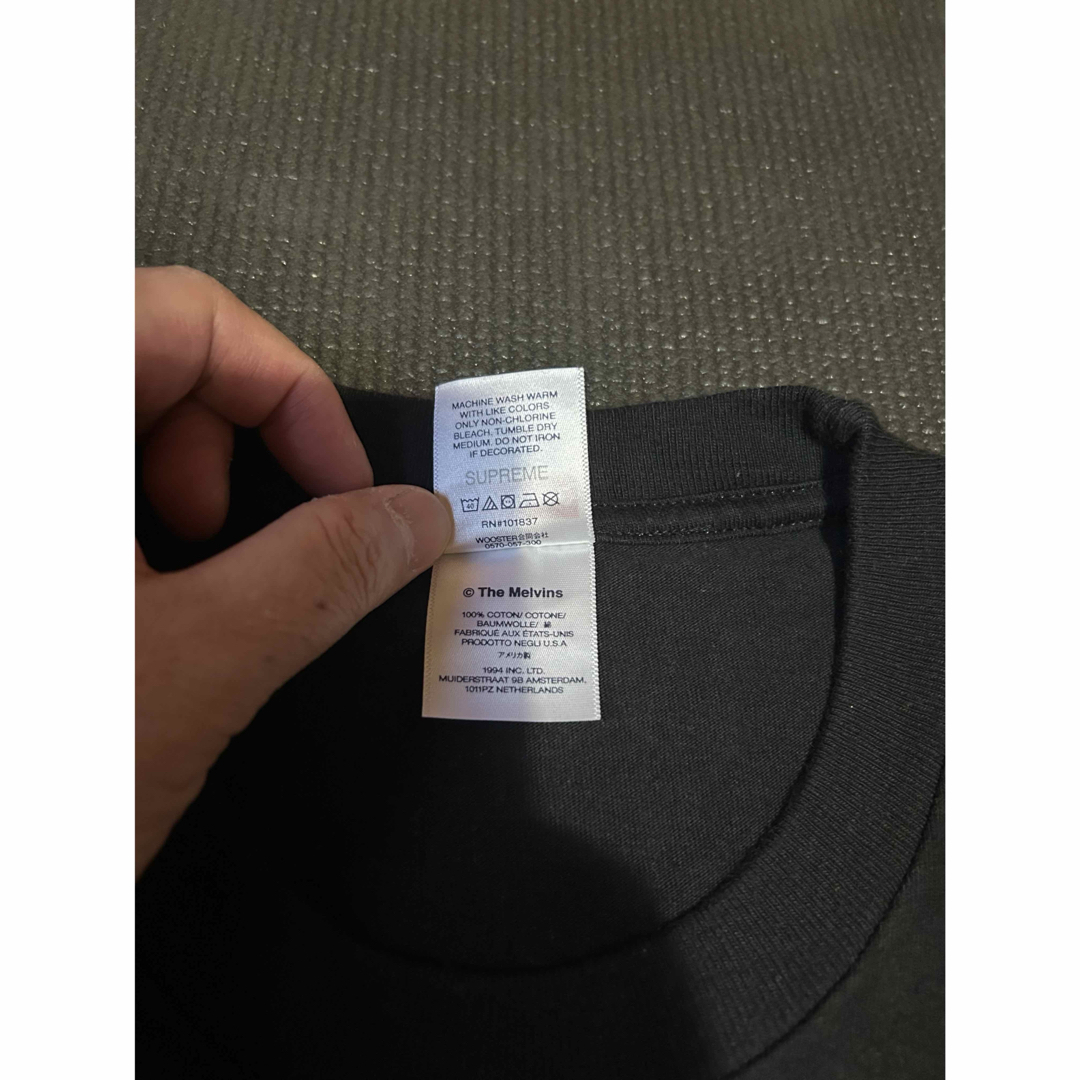 MACHINE WASH WARM
WITH LIKE COLORS
ONLY NON-CHLORINE
BLEACH. TUMBLE DRY
MEDIUM. DO NOT IRON
IF DECORATED.
SUPREME
40
RN#101837
WOOSTER合同会社
0570-057-300
© The Melvins
100% COTON/ COTONE/
BAUMWOLLE/ 綿
FABRIQUÉ AUX ÉTATS-UNIS
PRODOTTO NEGLI U.S.A
アメリカ製
1994 INC. LTD.
MUIDERSTRAAT 9B AMSTERDAM,
1011PZ NETHERLANDS